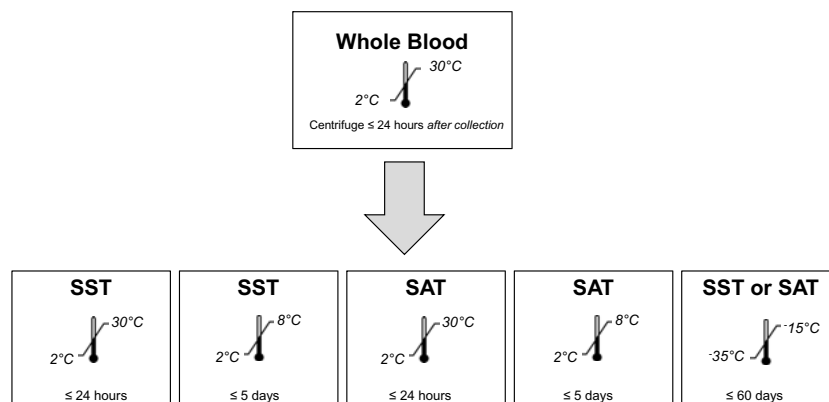 Whole Blood
30°C
2°C
Centrifuge ≤ 24 hours after collection
SST
30°C
2°C
≤ 24 hours
SST
8°C
2°C
≤ 5 days
SAT
30°C
2°C
≤ 24 hours
SAT
8°C
2°C
≤ 5 days
SST or SAT
-15°C
-35°C
≤ 60 days